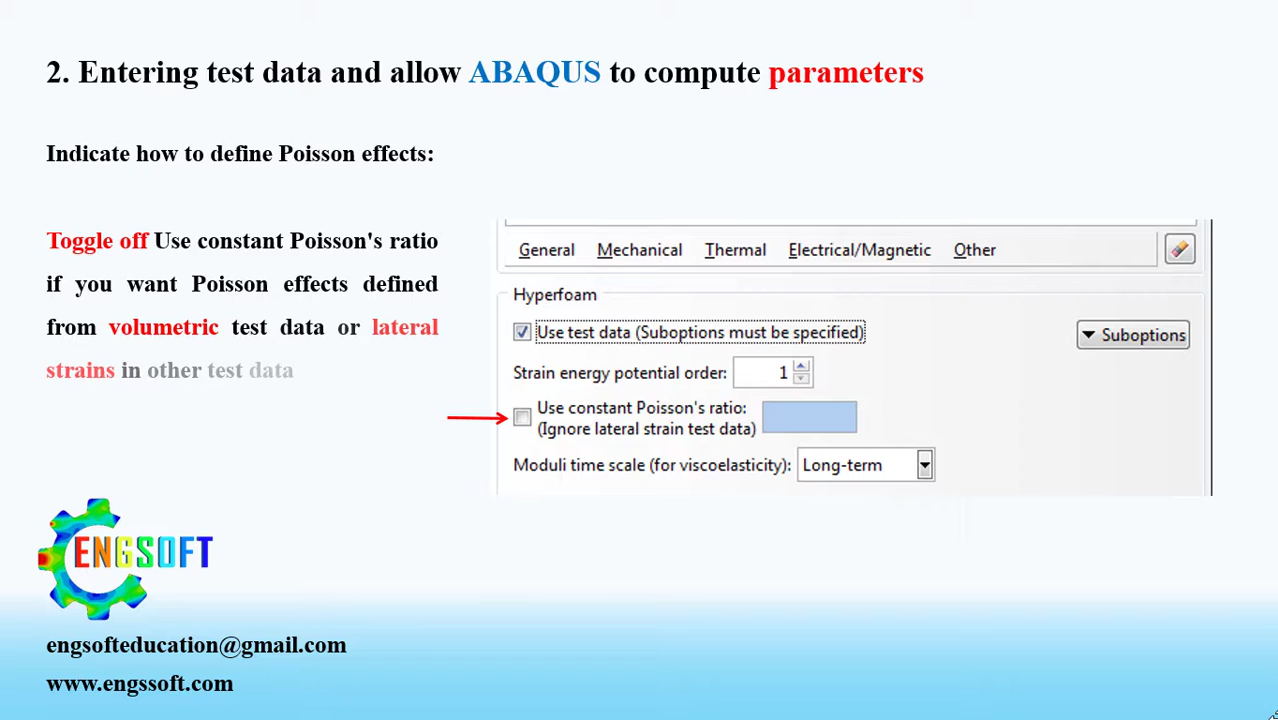 2. Entering test data and allow ABAQUS to compute parameters
Indicate how to define Poisson effects:
Toggle off Use constant Poisson's ratio
if you want Poisson effects defined
from volumetric test data or lateral
strains in other test data
General Mechanical Thermal Electrical/Magnetic Other
Hyperfoam
Use test data (Suboptions must be specified)
Suboptions
Strain energy potential order: 1
Use constant Poisson's ratio:
(Ignore lateral strain test data)
Moduli time scale (for viscoelasticity): Long-term
ENGSOFT
engsofteducation@gmail.com
www.engssoft.com